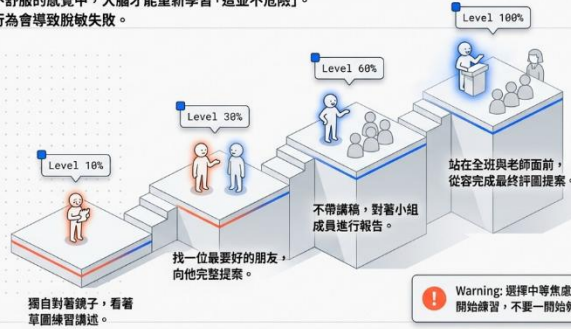 不舒服的感覺中，大腦才能重新學習「這並不危險」。
行為會導致脫敏失敗。
Level 100%
Level 60%
Level 30%
Level 10%
站在全班與老師面前，
從容完成最終評圖提案。
不帶講稿，對著小組
成員進行報告。
找一位最要好的朋友，
向他完整提案。
獨自對著鏡子，看著
草圖練習講述。
Warning: 選擇中等焦慮
開始練習，不要一開始